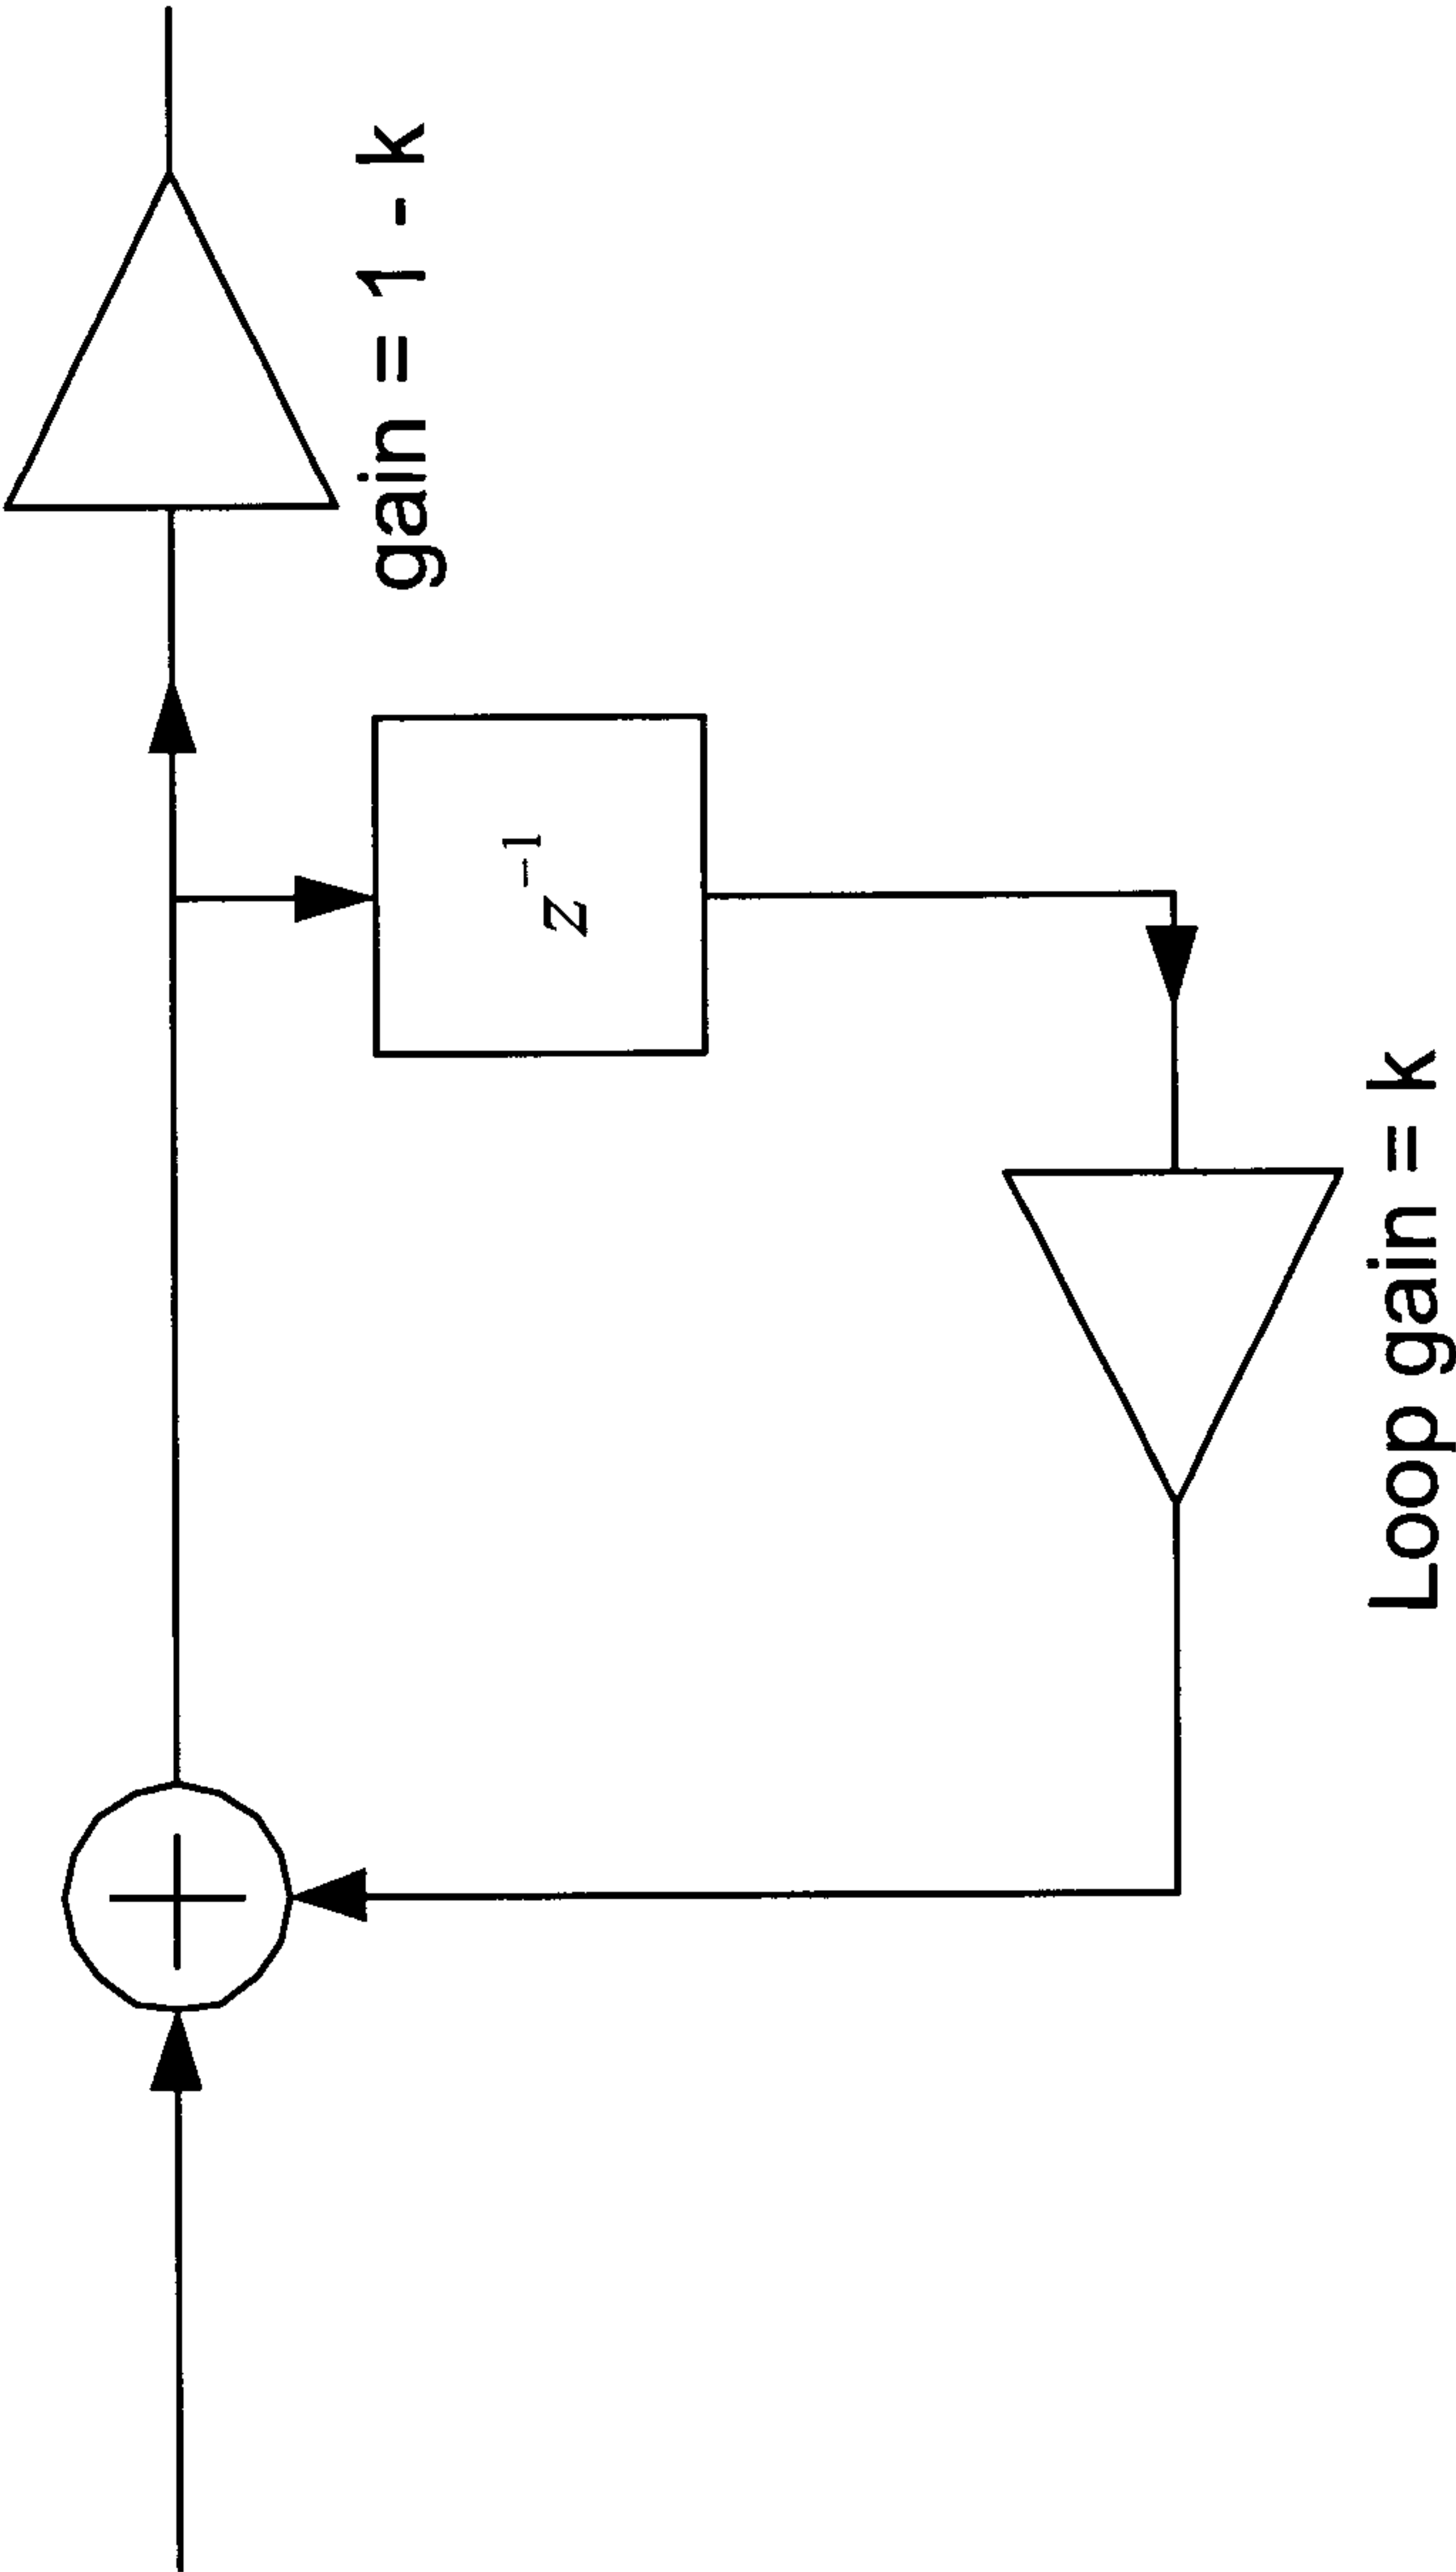 gain = 1 - k
z⁻¹
Loop gain = k